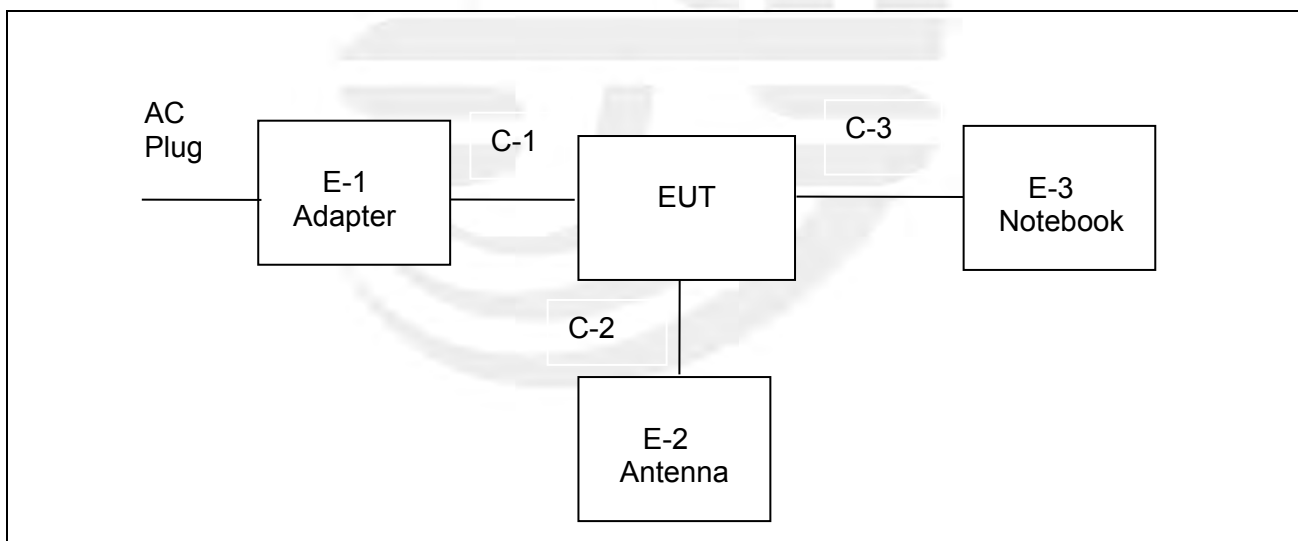 AC
Plug
E-1
Adapter
C-1
EUT
C-3
E-3
Notebook
C-2
E-2
Antenna